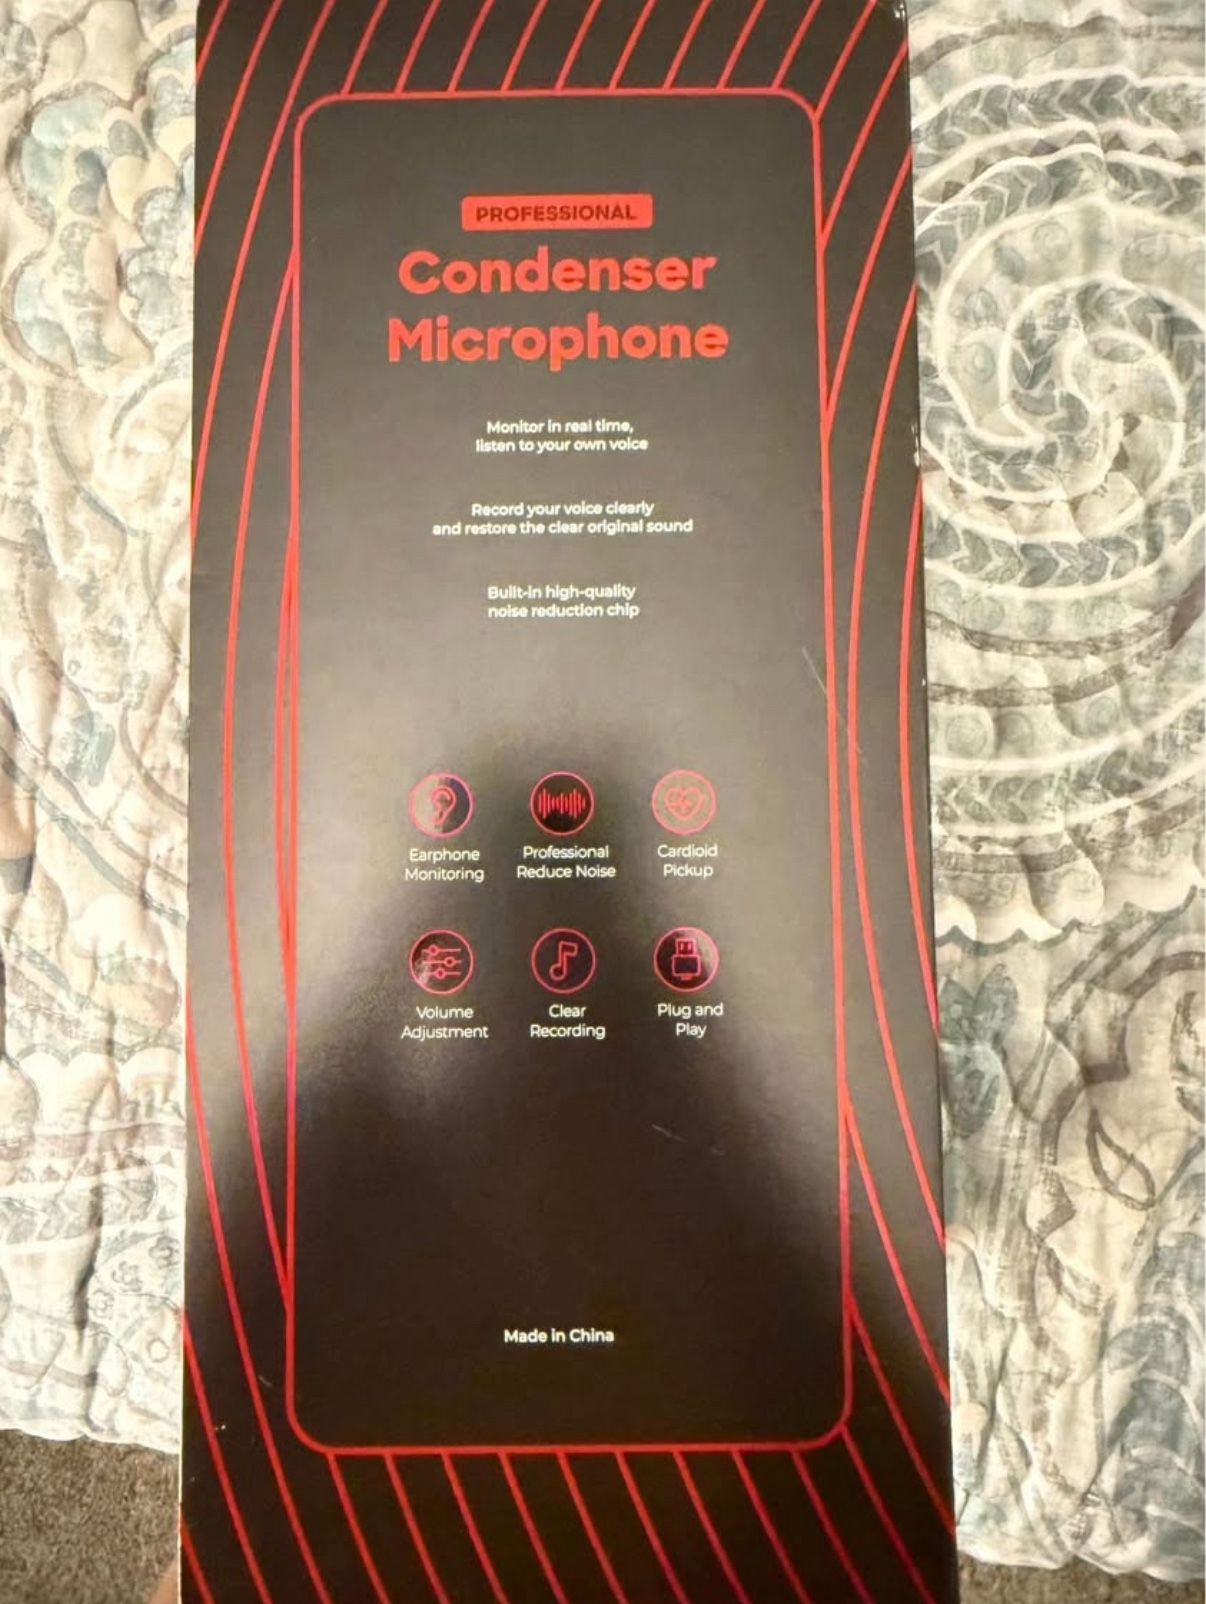 PROFESSIONAL
Condenser
Microphone
Monitor in real time,
listen to your own voice
Record your voice clearly
and restore the clear original sound
Built-in high-quality
noise reduction chip
Earphone
Monitoring
Professional
Reduce Noise
Cardioid
Pickup
Volume
Adjustment
Clear
Recording
Plug and
Play
Made in China